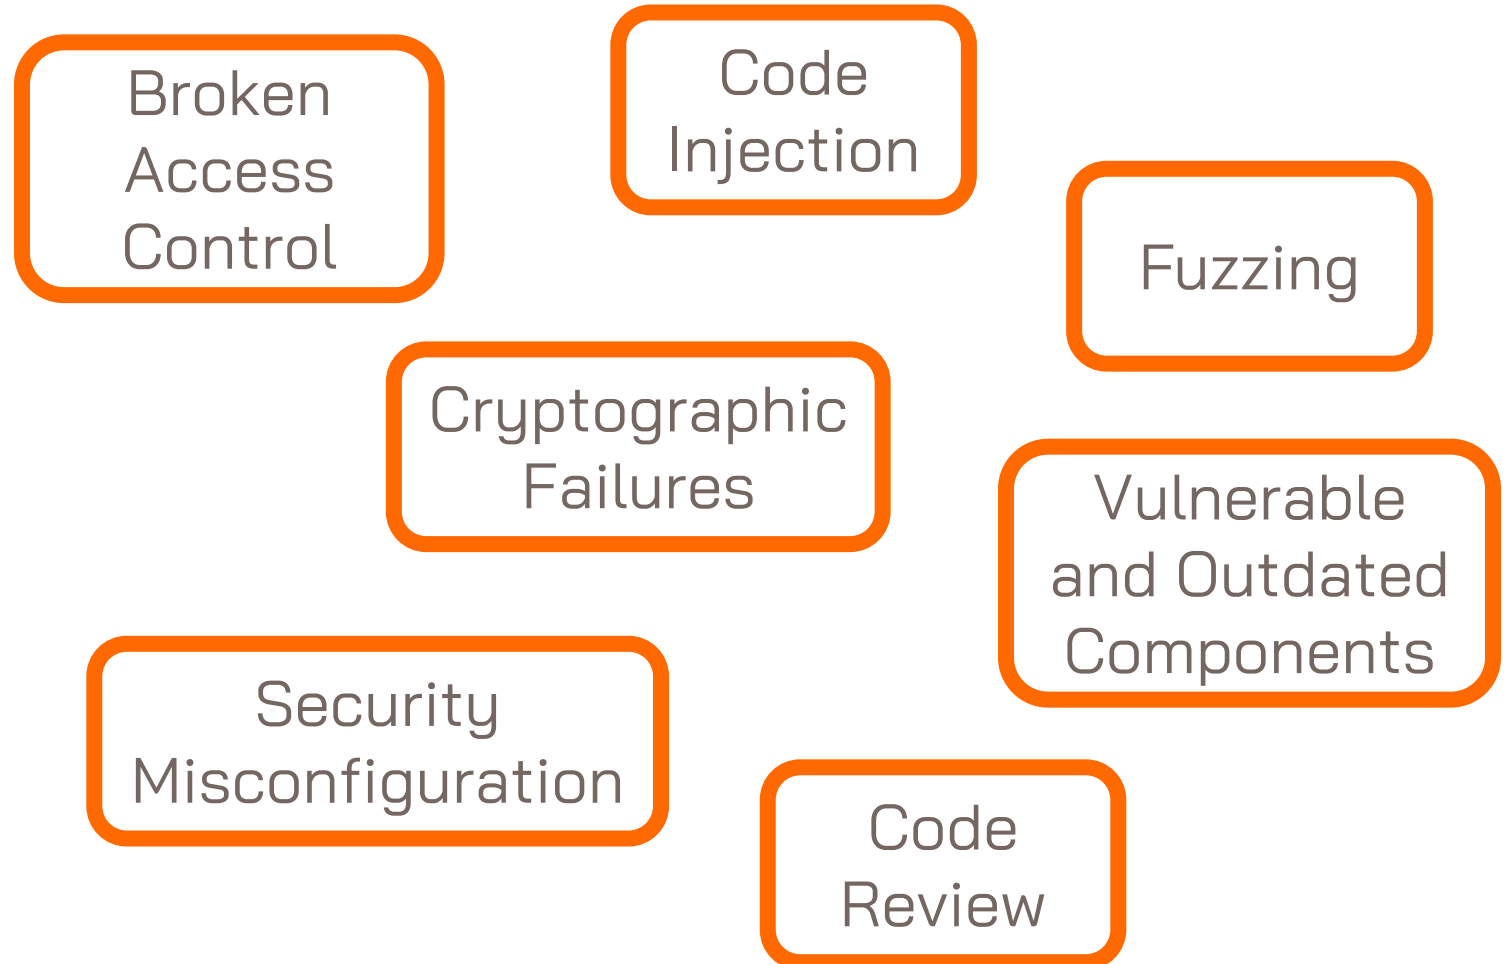 Broken
Access
Control
Code
Injection
Fuzzing
Cryptographic
Failures
Vulnerable
and Outdated
Components
Security
Misconfiguration
Code
Review